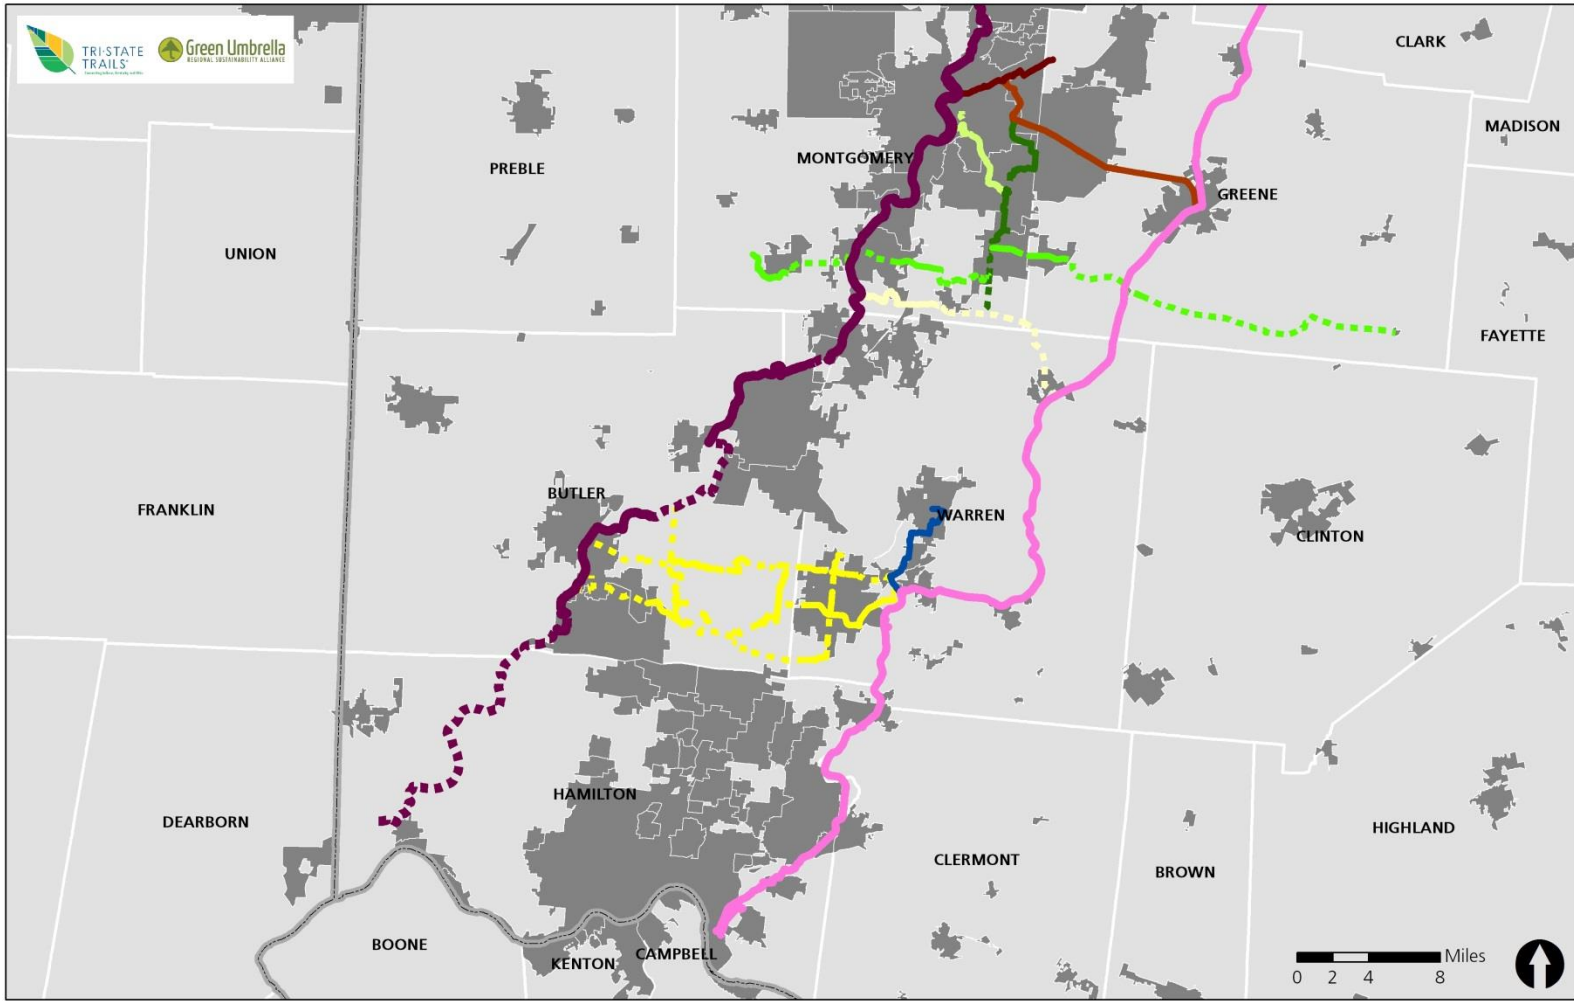 TRI·STATE
TRAILS
Green Umbrella
REGIONAL SUSTAINABILITY ALLIANCE
CLARK
MADISON
PREBLE
MONTGOMERY
GREENE
UNION
FAYETTE
FRANKLIN
BUTLER
WARREN
CLINTON
HAMILTON
DEARBORN
HIGHLAND
CLERMONT
BROWN
BOONE
CAMPBELL
KENTON
Miles
0 2 4 8